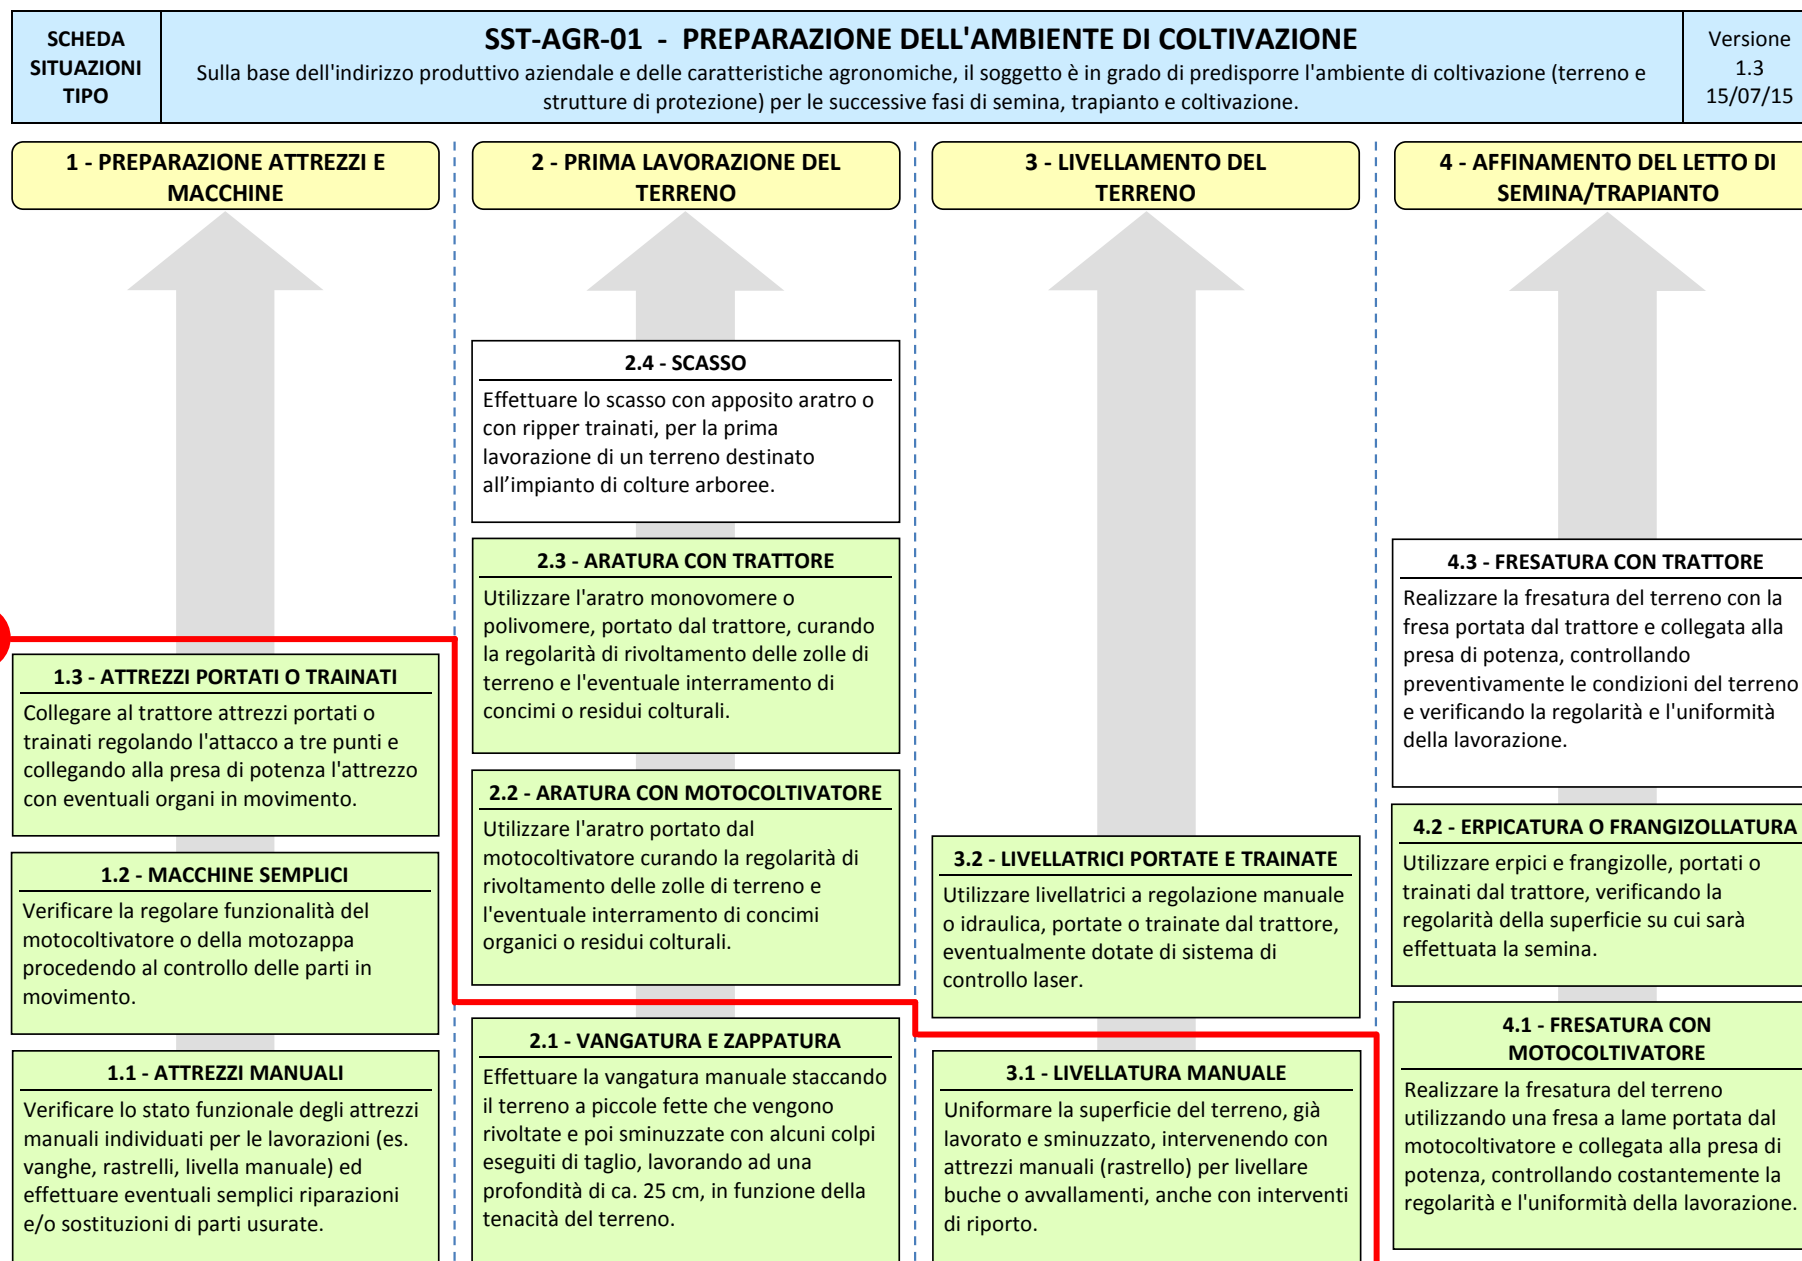 SCHEDA
SITUAZIONI
TIPO
SST-AGR-01 - PREPARAZIONE DELL'AMBIENTE DI COLTIVAZIONE
Sulla base dell'indirizzo produttivo aziendale e delle caratteristiche agronomiche, il soggetto è in grado di predisporre l'ambiente di coltivazione (terreno e
strutture di protezione) per le successive fasi di semina, trapianto e coltivazione.
Versione
1.3
15/07/15
1 - PREPARAZIONE ATTREZZI E
MACCHINE
1.3 - ATTREZZI PORTATI O TRAINATI
Collegare al trattore attrezzi portati o
trainati regolando l'attacco a tre punti e
collegando alla presa di potenza l'attrezzo
con eventuali organi in movimento.
1.2 - MACCHINE SEMPLICI
Verificare la regolare funzionalità del
motocoltivatore o della motozappa
procedendo al controllo delle parti in
movimento.
1.1 - ATTREZZI MANUALI
Verificare lo stato funzionale degli attrezzi
manuali individuati per le lavorazioni (es.
vanghe, rastrelli, livella manuale) ed
effettuare eventuali semplici riparazioni
e/o sostituzioni di parti usurate.
2 - PRIMA LAVORAZIONE DEL
TERRENO
2.4 - SCASSO
Effettuare lo scasso con apposito aratro o
con ripper trainati, per la prima
lavorazione di un terreno destinato
all’impianto di colture arboree.
2.3 - ARATURA CON TRATTORE
Utilizzare l'aratro monovomere o
polivomere, portato dal trattore, curando
la regolarità di rivoltamento delle zolle di
terreno e l'eventuale interramento di
concimi o residui colturali.
2.2 - ARATURA CON MOTOCOLTIVATORE
Utilizzare l'aratro portato dal
motocoltivatore curando la regolarità di
rivoltamento delle zolle di terreno e
l'eventuale interramento di concimi
organici o residui colturali.
2.1 - VANGATURA E ZAPPATURA
Effettuare la vangatura manuale staccando
il terreno a piccole fette che vengono
rivoltate e poi sminuzzate con alcuni colpi
eseguiti di taglio, lavorando ad una
profondità di ca. 25 cm, in funzione della
tenacità del terreno.
3 - LIVELLAMENTO DEL
TERRENO
3.2 - LIVELLATRICI PORTATE E TRAINATE
Utilizzare livellatrici a regolazione manuale
o idraulica, portate o trainate dal trattore,
eventualmente dotate di sistema di
controllo laser.
3.1 - LIVELLATURA MANUALE
Uniformare la superficie del terreno, già
lavorato e sminuzzato, intervenendo con
attrezzi manuali (rastrello) per livellare
buche o avvallamenti, anche con interventi
di riporto.
4 - AFFINAMENTO DEL LETTO DI
SEMINA/TRAPIANTO
4.3 - FRESATURA CON TRATTORE
Realizzare la fresatura del terreno con la
fresa portata dal trattore e collegata alla
presa di potenza, controllando
preventivamente le condizioni del terreno
e verificando la regolarità e l'uniformità
della lavorazione.
4.2 - ERPICATURA O FRANGIZOLLATURA
Utilizzare erpici e frangizolle, portati o
trainati dal trattore, verificando la
regolarità della superficie su cui sarà
effettuata la semina.
4.1 - FRESATURA CON
MOTOCOLTIVATORE
Realizzare la fresatura del terreno
utilizzando una fresa a lame portata dal
motocoltivatore e collegata alla presa di
potenza, controllando costantemente la
regolarità e l'uniformità della lavorazione.